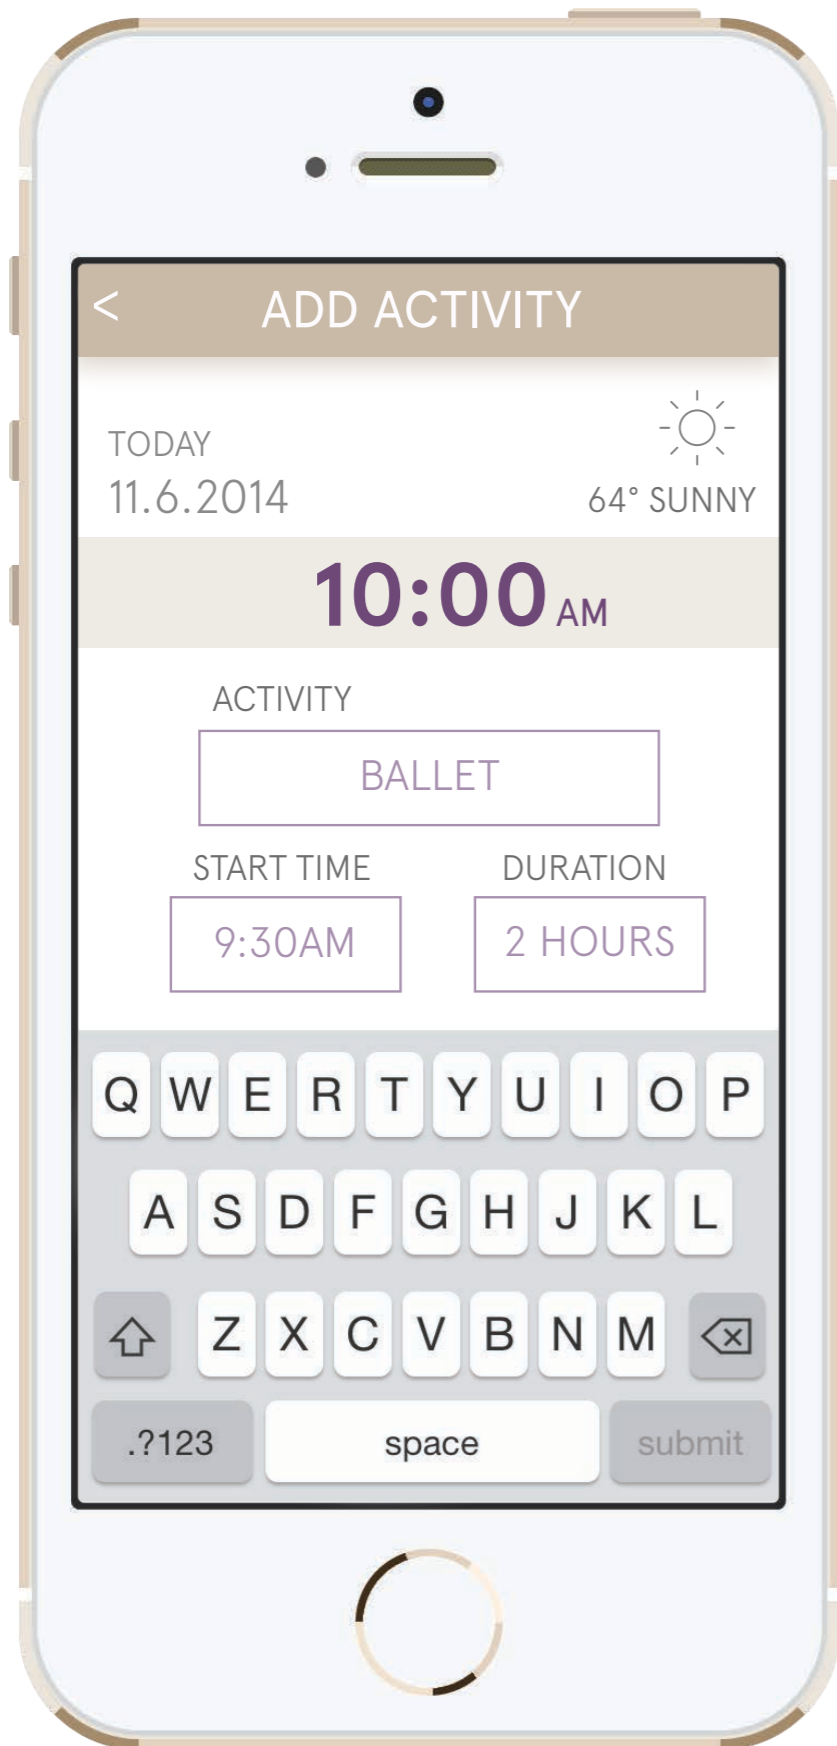 < ADD ACTIVITY
TODAY
11.6.2014
64° SUNNY
10:00 AM
ACTIVITY
BALLET
START TIME DURATION
9:30AM 2 HOURS
Q W E R T Y U I O P
A S D F G H J K L
Z X C V B N M
.?123 space submit